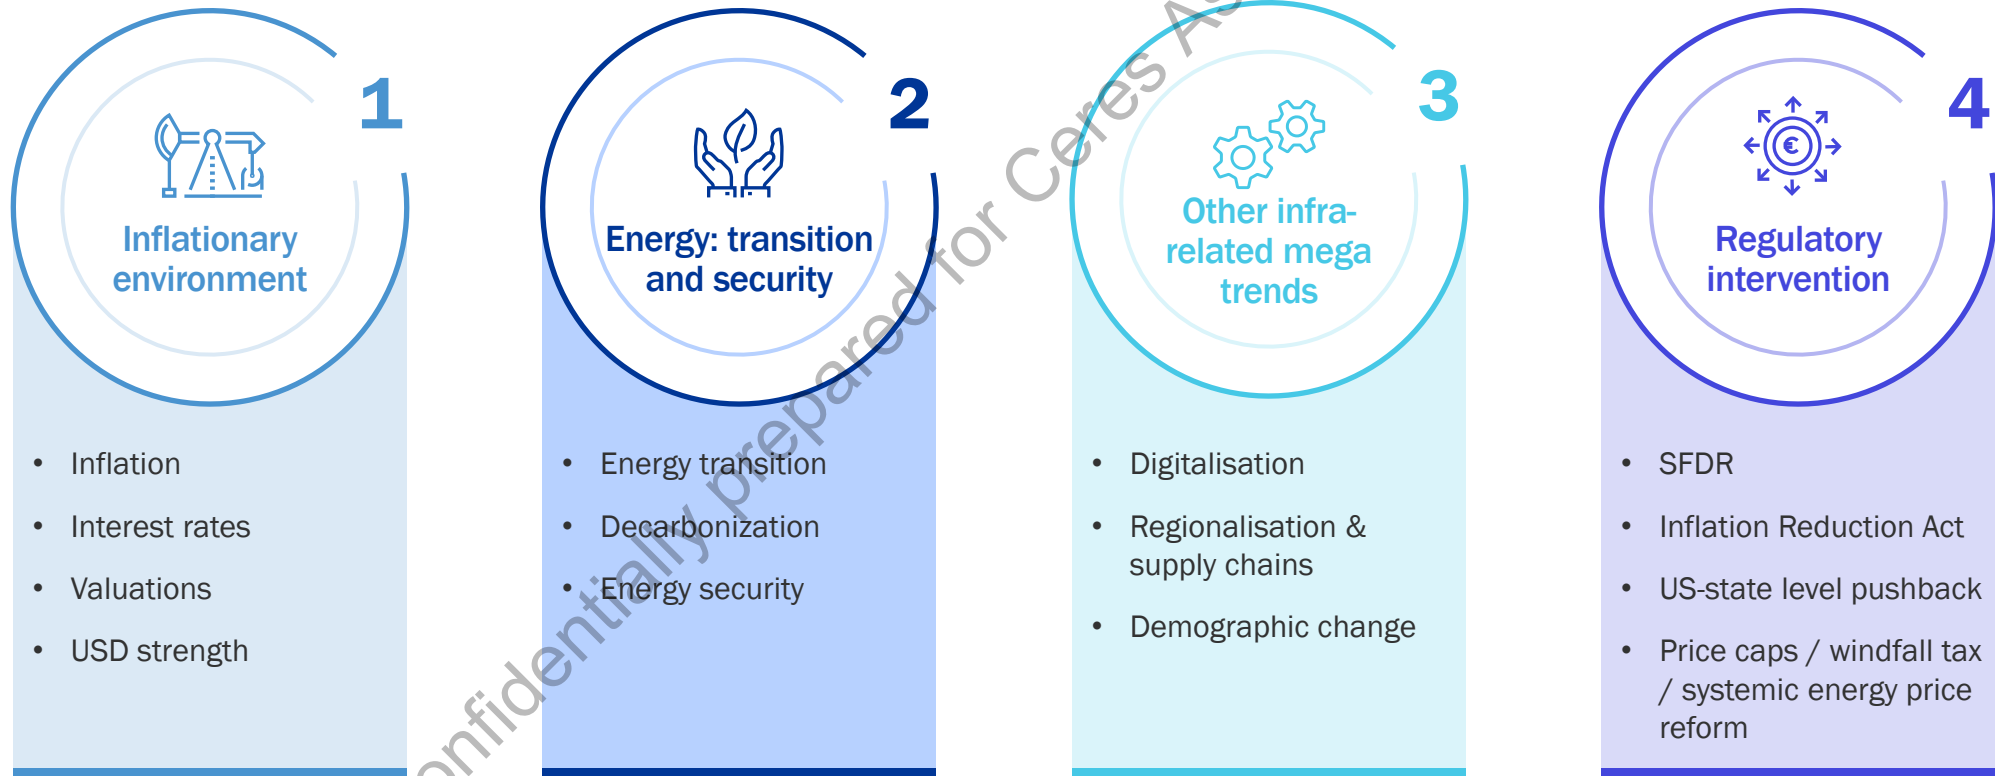 1
Inflationary
environment
• Inflation
• Interest rates
• Valuations
• USD strength
2
Energy: transition
and security
• Energy transition
• Decarbonization
• Energy security
3
Other infra-
related mega
trends
• Digitalisation
• Regionalisation &
supply chains
• Demographic change
4
€
Regulatory
intervention
• SFDR
• Inflation Reduction Act
• US-state level pushback
• Price caps / windfall tax
/ systemic energy price
reform
prepared for Ceres